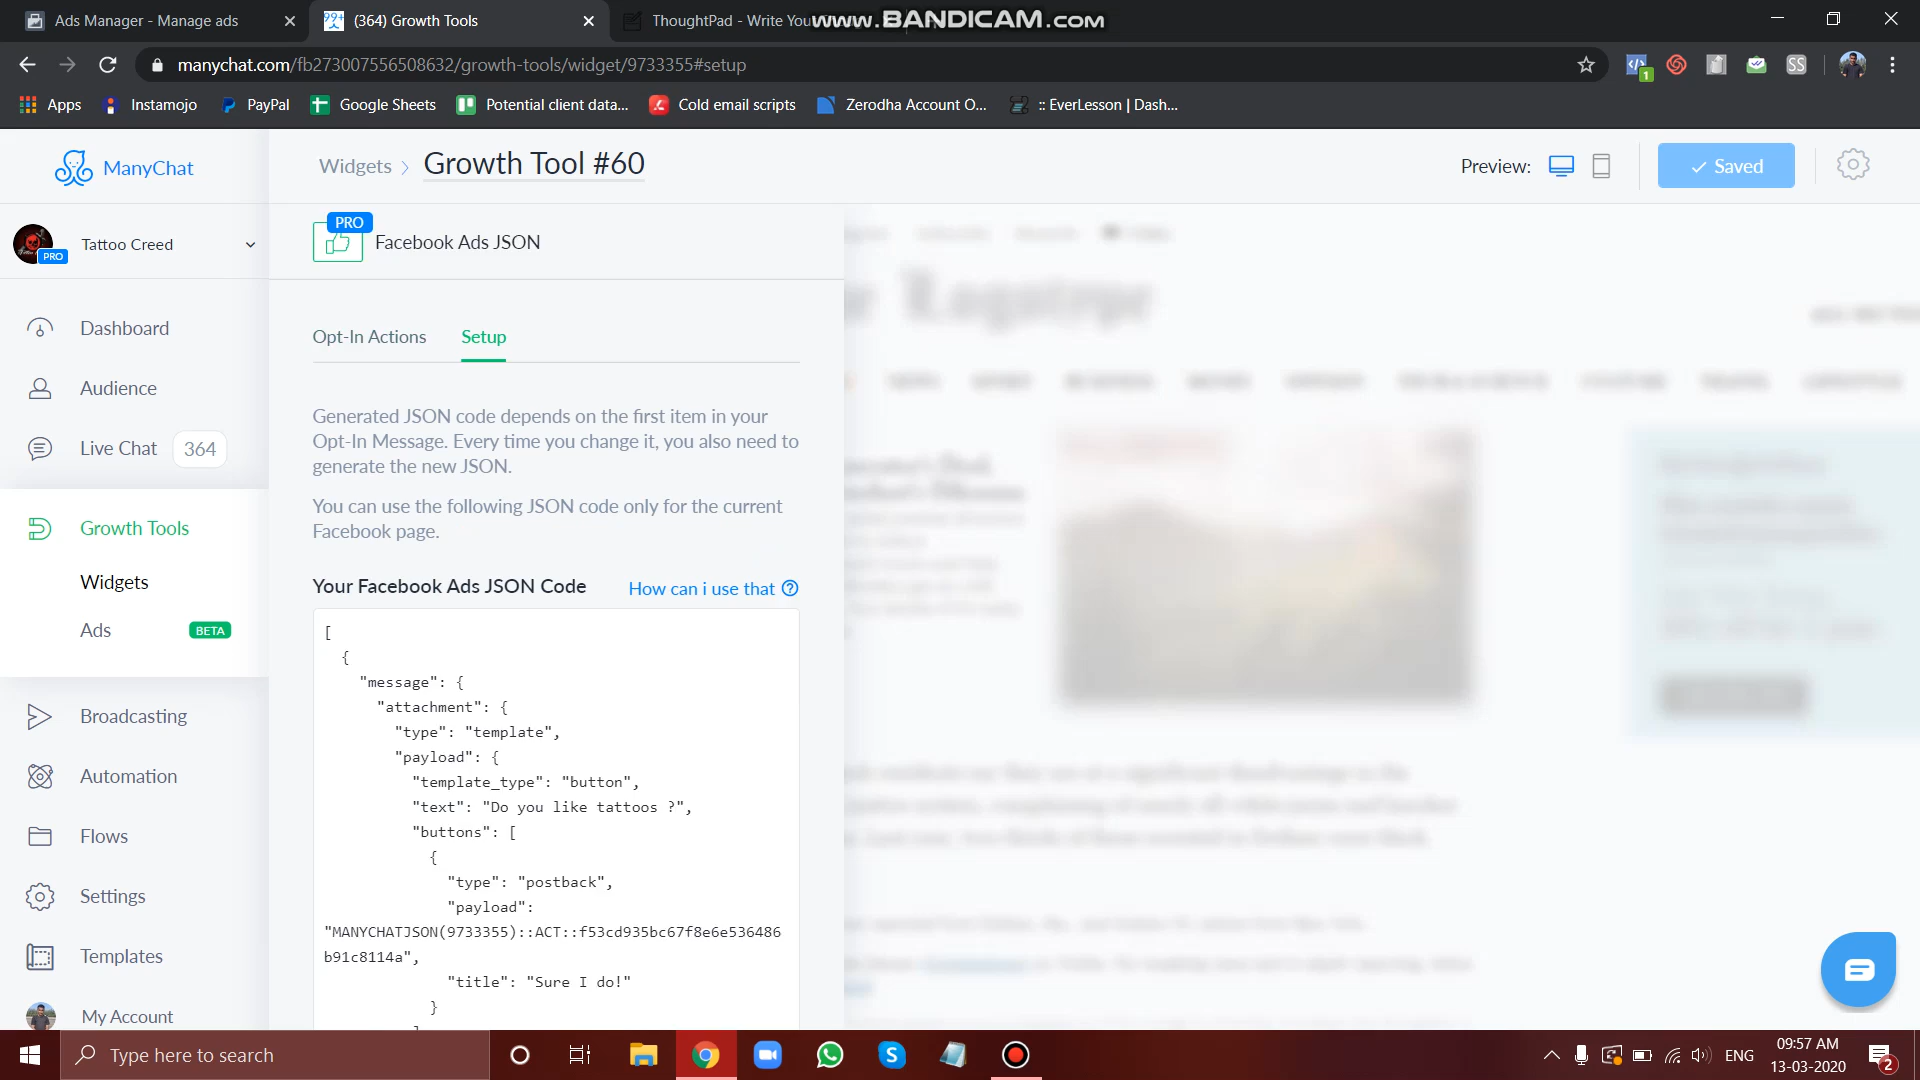 Ads Manager - Manage ads
(364) Growth Tools
ThoughtPad - Write You
www.BANDICAM.com
manychat.com/fb273007556508632/growth-tools/widget/9733355#setup
1
SS
Apps
Instamojo
PayPal
Google Sheets
Potential client data...
Cold email scripts
Zerodha Account O...
:: EverLesson | Dash...
ManyChat
Widgets
Growth Tool #60
Preview:
Saved
PRO
Tattoo Creed
PRO
Facebook Ads JSON
Dashboard
Audience
Live Chat
364
Growth Tools
Widgets
Ads
BETA
Broadcasting
Automation
Flows
Settings
Templates
My Account
Opt-In Actions
Setup
Generated JSON code depends on the first item in your
Opt-In Message. Every time you change it, you also need to
generate the new JSON.
You can use the following JSON code only for the current
Facebook page.
Your Facebook Ads JSON Code
How can i use that
[
{
"message": {
"attachment": {
"type": "template",
"payload": {
"template_type": "button",
"text": "Do you like tattoos ?",
"buttons": [
{
"type": "postback",
"payload":
"MANYCHATJSON(9733355)::ACT::f53cd935bc67f8e6e536486
b91c8114a",
"title": "Sure I do!"
}
Type here to search
ENG
09:57 AM
13-03-2020
2